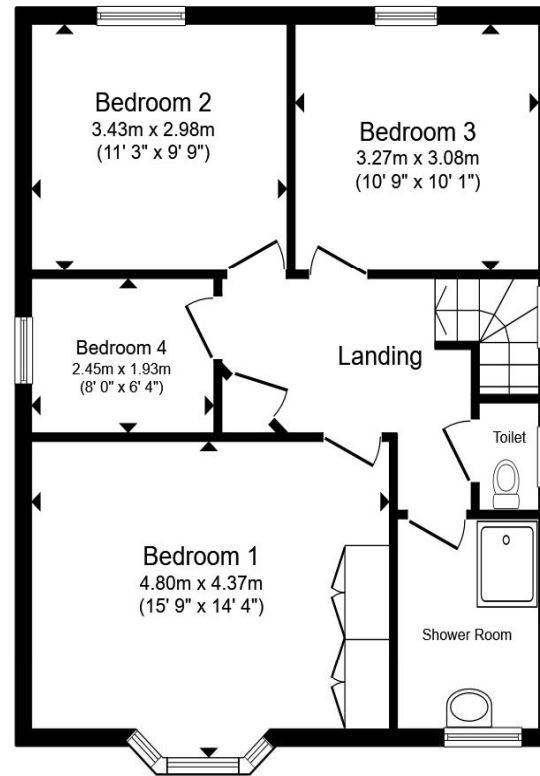 Bedroom 2
3.43m x 2.98m
(11' 3" x 9' 9")
Bedroom 3
3.27m x 3.08m
(10' 9" x 10' 1")
Bedroom 4
2.45m x 1.93m
(8' 0" x 6' 4")
Landing
Toilet
Bedroom 1
4.80m x 4.37m
(15' 9" x 14' 4")
Shower Room